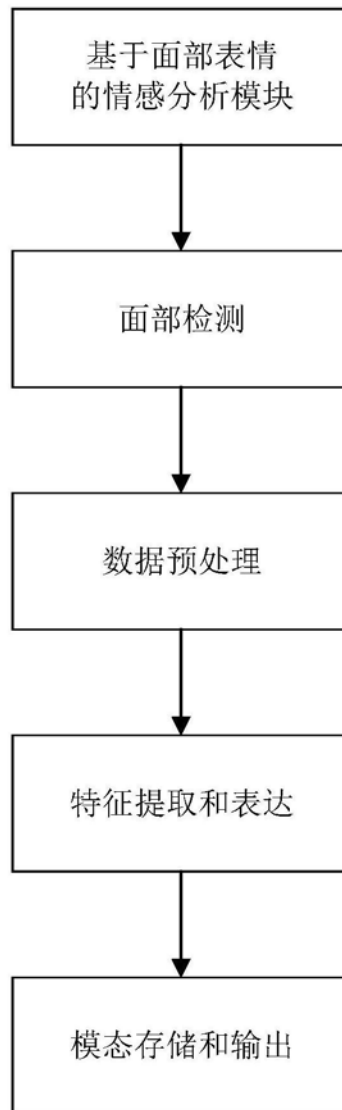 基于面部表情
的情感分析模块
面部检测
数据预处理
特征提取和表达
模态存储和输出